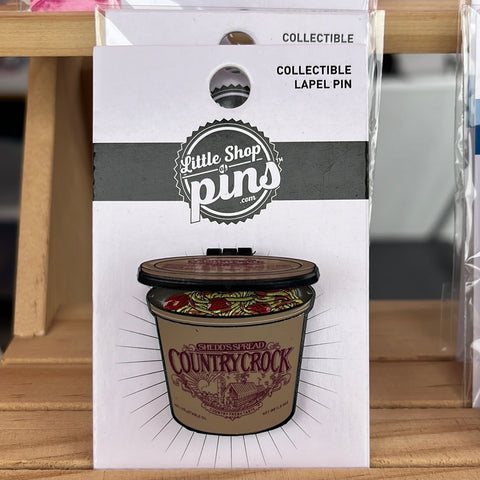 COLLECTIBLE
COLLECTIBLE
LAPEL PIN
Little Shop
of
pins
.com
SHEDD'S SPREAD
COUNTRY CROCK